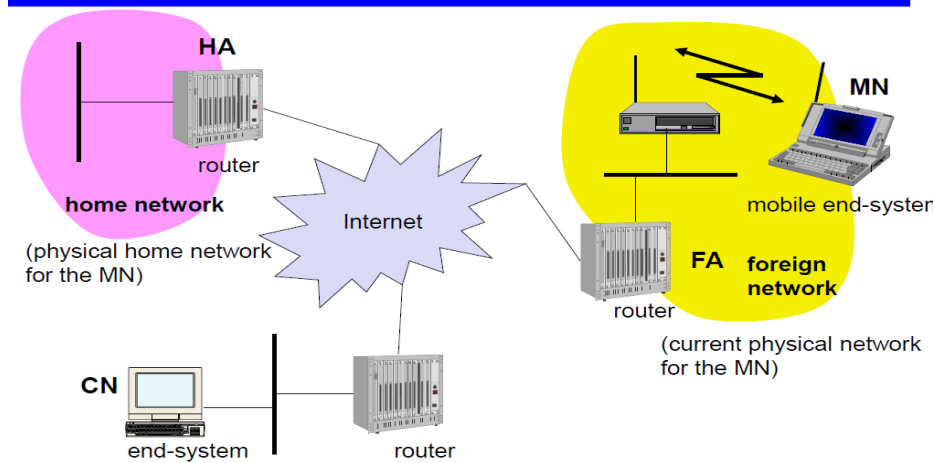 HA
router
home network
(physical home network
for the MN)
Internet
MN
mobile end-system
FA
foreign
network
router
(current physical network
for the MN)
CN
end-system
router